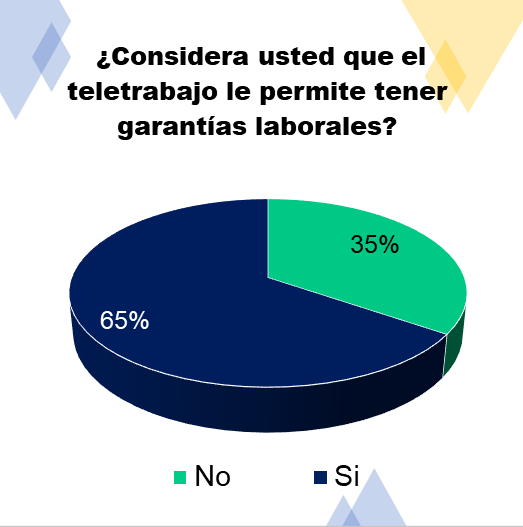 ¿Considera usted que el
teletrabajo le permite tener
garantías laborales?
35%
65%
No
Si